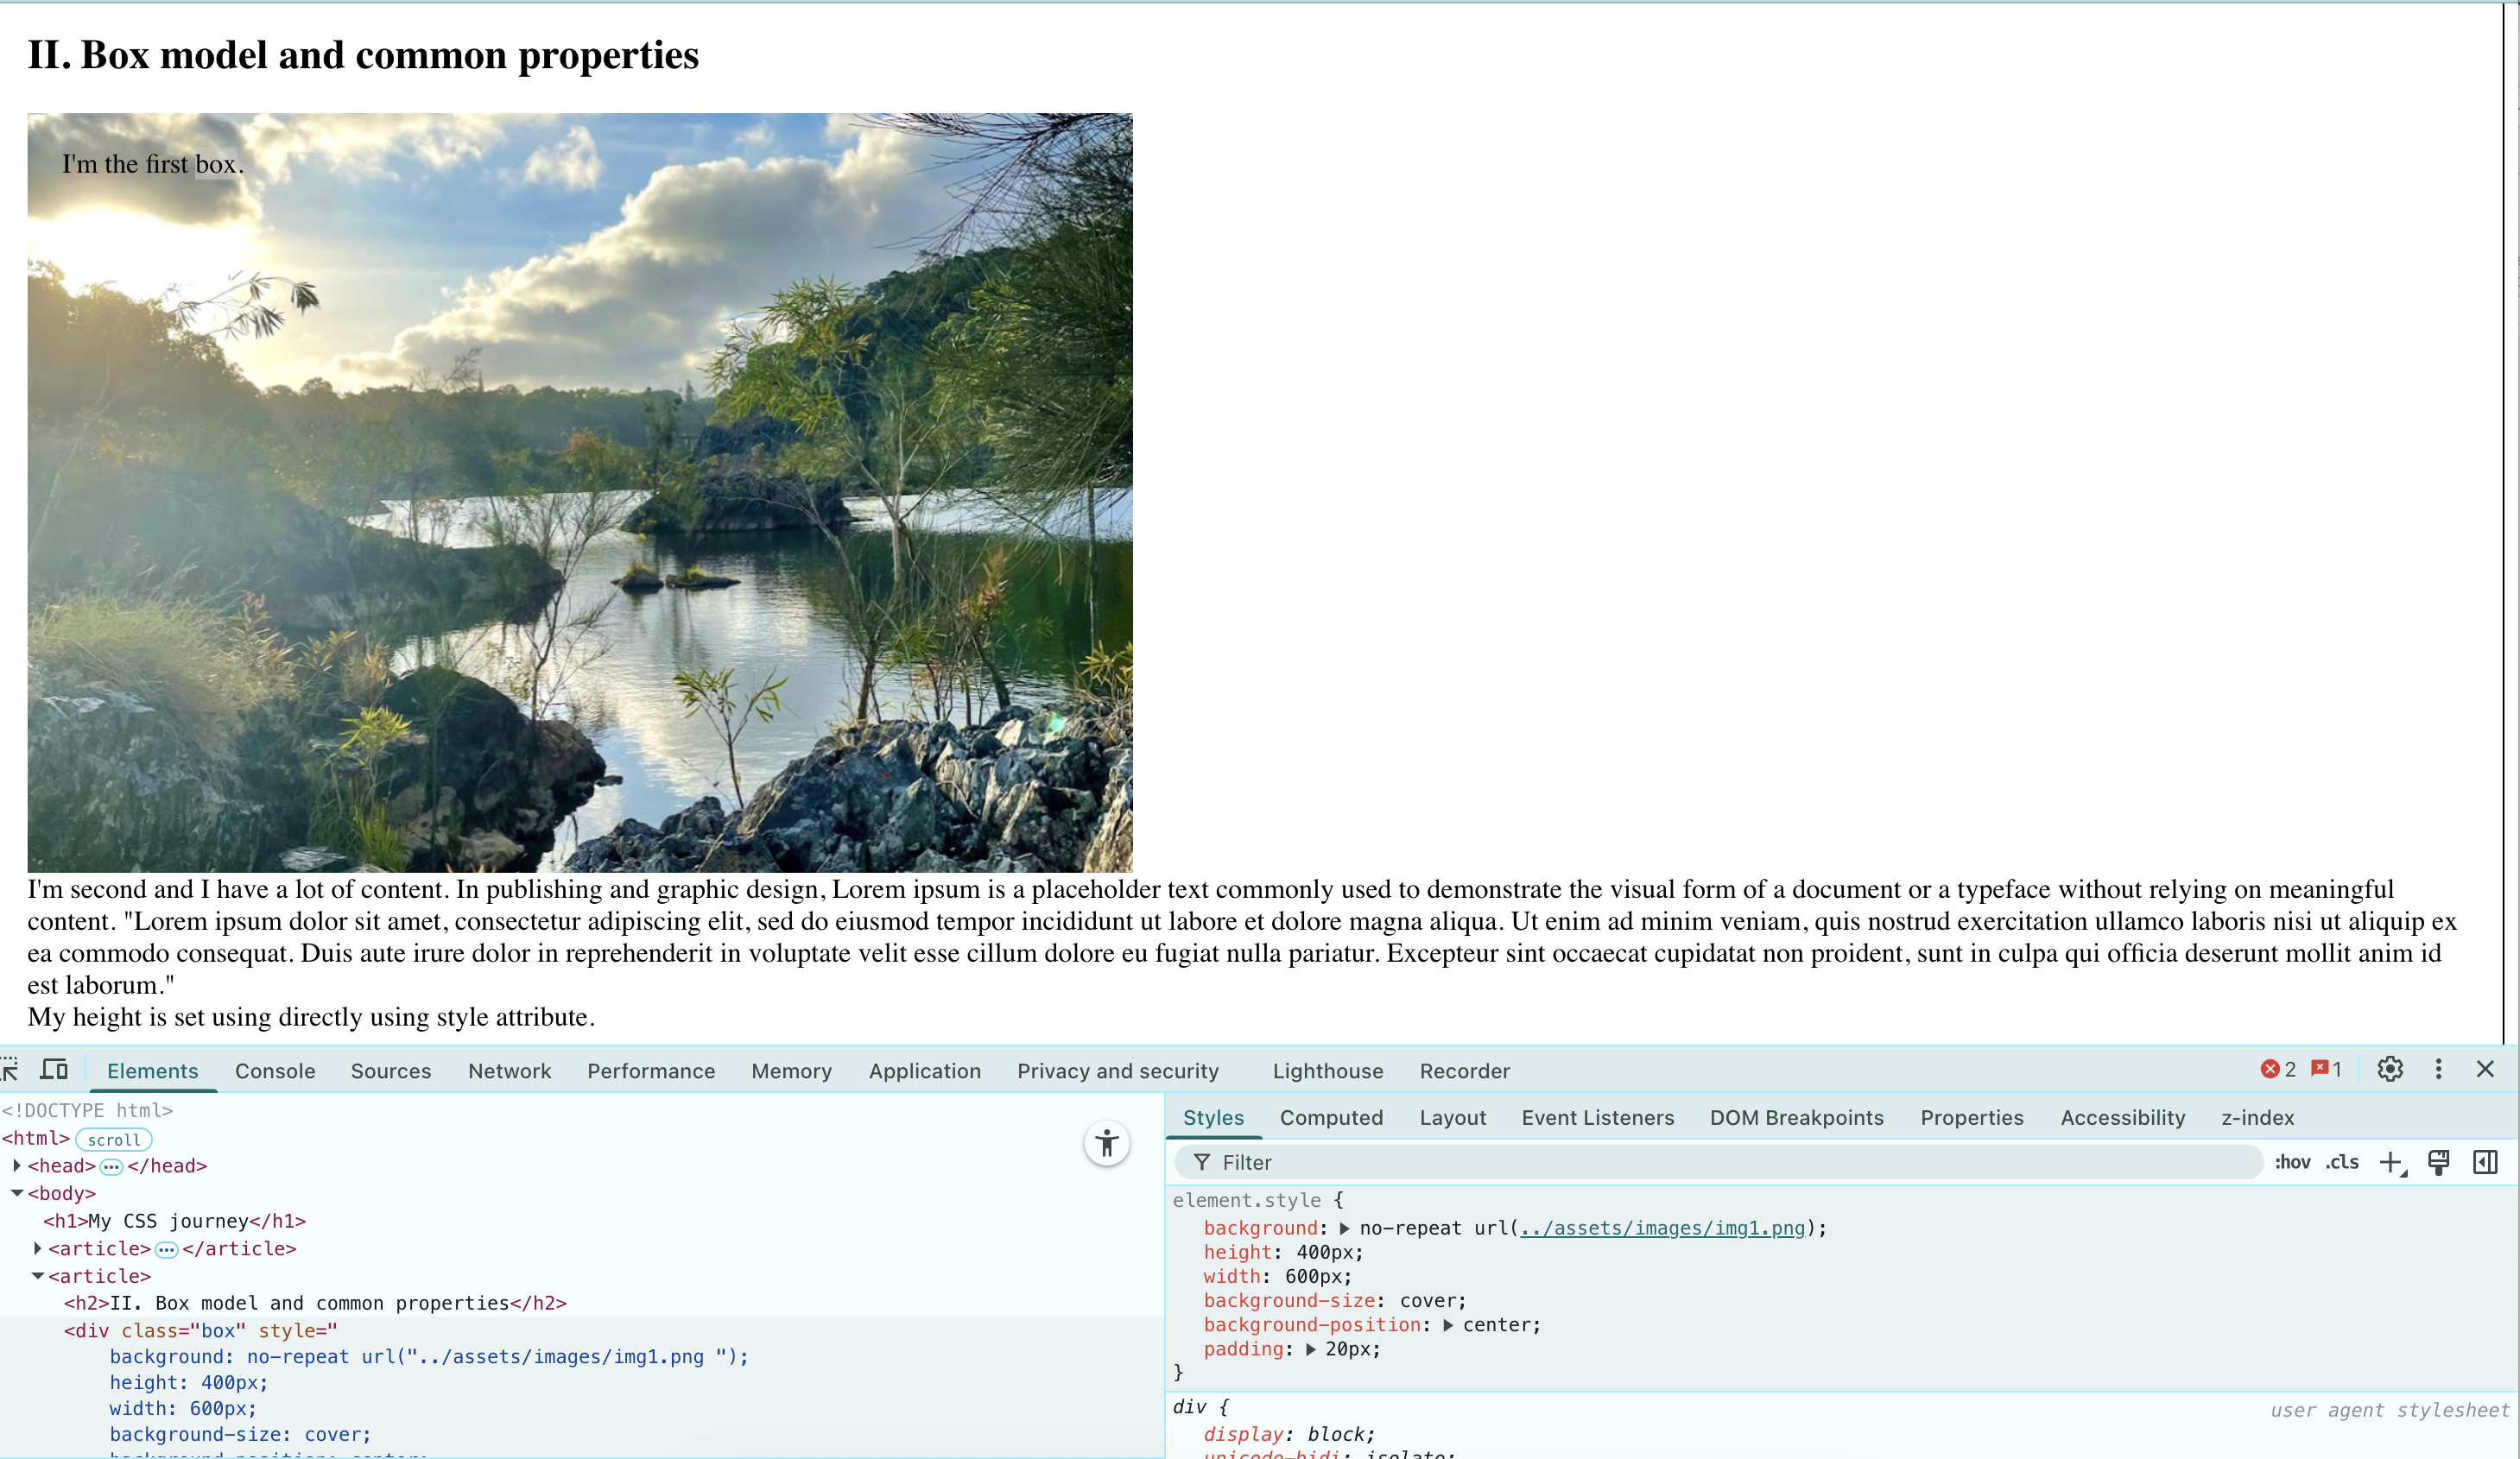 II. Box model and common properties
I'm the first box.
I'm second and I have a lot of content. In publishing and graphic design, Lorem ipsum is a placeholder text commonly used to demonstrate the visual form of a document or a typeface without relying on meaningful
content. "Lorem ipsum dolor sit amet, consectetur adipiscing elit, sed do eiusmod tempor incididunt ut labore et dolore magna aliqua. Ut enim ad minim veniam, quis nostrud exercitation ullamco laboris nisi ut aliquip ex
ea commodo consequat. Duis aute irure dolor in reprehenderit in voluptate velit esse cillum dolore eu fugiat nulla pariatur. Excepteur sint occaecat cupidatat non proident, sunt in culpa qui officia deserunt mollit anim id
est laborum."
My height is set using directly using style attribute.
Elements Console Sources Network Performance Memory Application Privacy and security Lighthouse Recorder 2 1
<!DOCTYPE html>
<html> scroll
<head> ... </head>
<body>
<h1>My CSS journey</h1>
<article> ... </article>
<article>
<h2>II. Box model and common properties</h2>
<div class="box" style="
background: no-repeat url("../assets/images/img1.png ");
height: 400px;
width: 600px;
background-size: cover;
background-position: center;
Styles Computed Layout Event Listeners DOM Breakpoints Properties Accessibility z-index
Filter :hov .cls
element.style {
background: no-repeat url(../assets/images/img1.png);
height: 400px;
width: 600px;
background-size: cover;
background-position: center;
padding: 20px;
}
div { user agent stylesheet
display: block;
unicode-bidi: isolate;